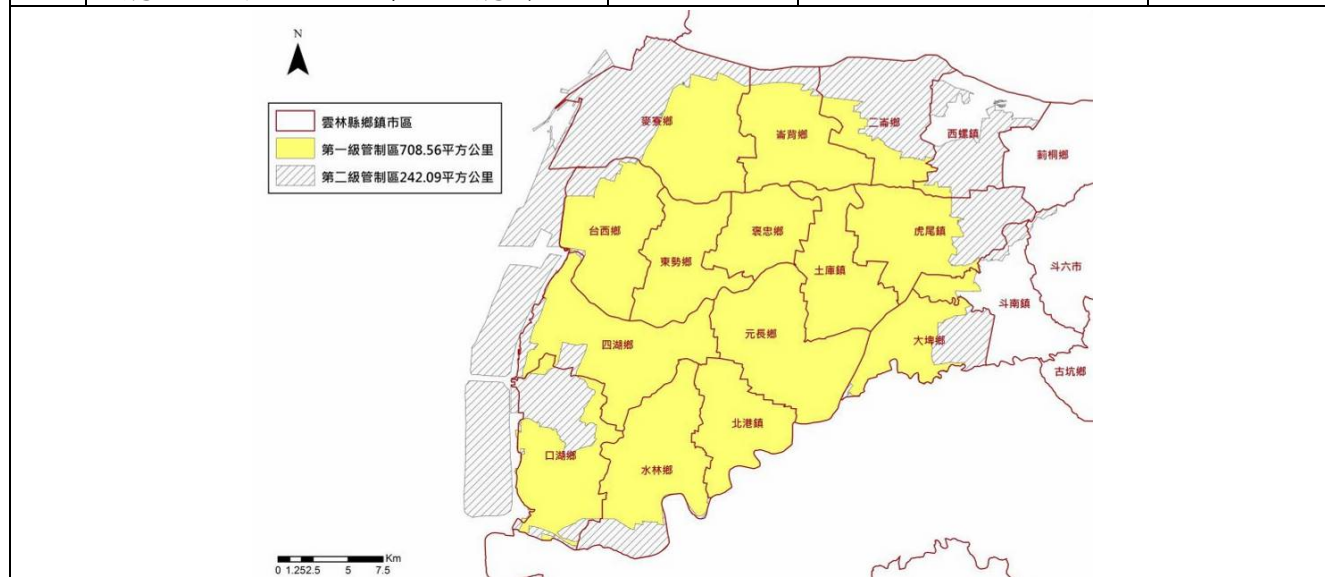 N
雲林縣鄉鎮市區
第一級管制區708.56平方公里
第二級管制區242.09平方公里
麥寮鄉
崙背鄉
二崙鄉
西螺鎮
莿桐鄉
台西鄉
東勢鄉
褒忠鄉
土庫鎮
虎尾鎮
斗六市
斗南鎮
四湖鄉
元長鄉
大埤鄉
古坑鄉
北港鎮
口湖鄉
水林鄉
Km
0 1.252.5 5 7.5